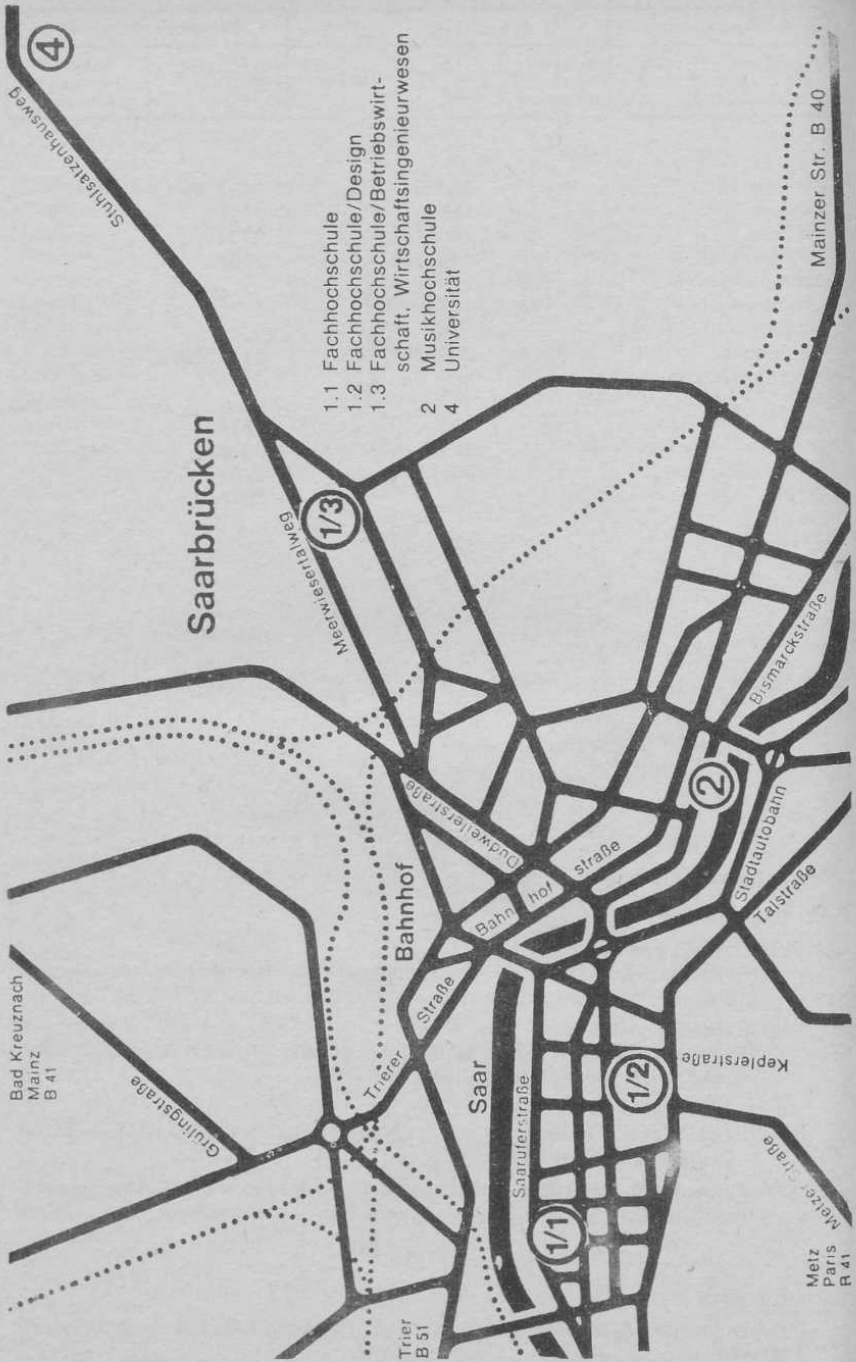 Saarbrücken
1.1 Fachhochschule
1.2 Fachhochschule/Design
1.3 Fachhochschule/Betriebswirt-
schaft, Wirtschaftsingenieurwesen
2 Musikhochschule
4 Universität
4
Stuhlsatzenhausweg
1/3
Meerwiesertalweg
Bad Kreuznach
Mainz
B 41
Grülingstraße
Bahnhof
Dudweilerstraße
Bahn hof straße
Trierer Straße
Trier
B 51
Saar
Saaruferstraße
1/1
1/2
Keplerstraße
Metzer straße
Metz
Paris
B 41
2
Stadtautobahn
Talstraße
Bismarckstraße
Mainzer Str. B 40